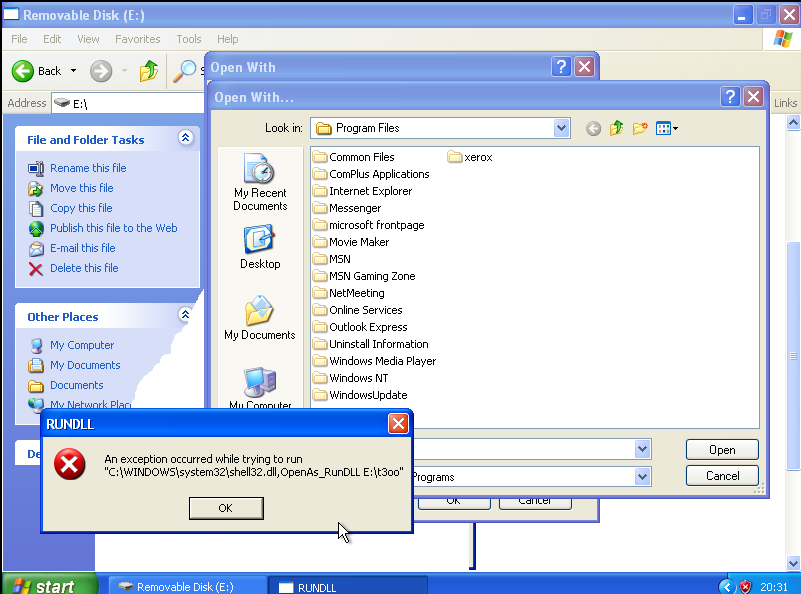 Removable Disk (E:)
File Edit View Favorites Tools Help
Back
Address E:\
Links
File and Folder Tasks
Rename this file
Move this file
Copy this file
Publish this file to the Web
E-mail this file
Delete this file
Other Places
My Computer
My Documents
Documents
My Network Plac
De
Open With
Open With...
Look in: Program Files
My Recent
Documents
Desktop
My Documents
My Computer
Common Files
ComPlus Applications
Internet Explorer
Messenger
microsoft frontpage
Movie Maker
MSN
MSN Gaming Zone
NetMeeting
Online Services
Outlook Express
Uninstall Information
Windows Media Player
Windows NT
WindowsUpdate
xerox
Open
Programs
Cancel
OK Cancel
RUNDLL
An exception occurred while trying to run
"C:\WINDOWS\system32\shell32.dll,OpenAs_RunDLL E:\t3oo"
OK
start
Removable Disk (E:)
RUNDLL
20:31